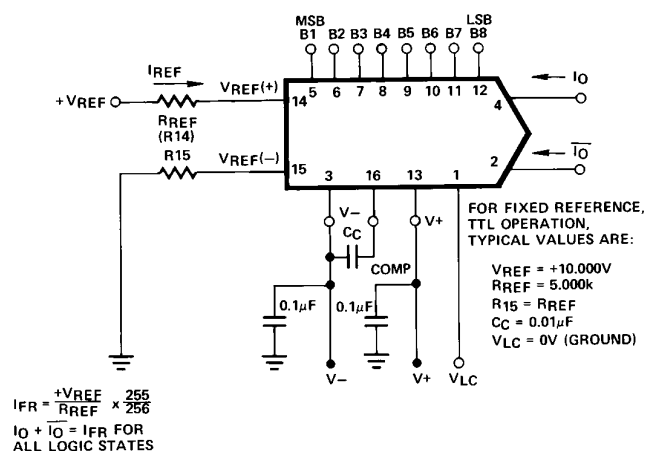 MSB LSB
B1 B2 B3 B4 B5 B6 B7 B8
IREF
+VREF
VREF(+)
14
5 6 7 8 9 10 11 12
IO
4
RREF
(R14)
R15
VREF(−)
15
IO
2
3 16 13 1
V−
CC
V+
COMP
0.1μF
0.1μF
V−
V+
VLC
FOR FIXED REFERENCE,
TTL OPERATION,
TYPICAL VALUES ARE:
VREF = +10.000V
RREF = 5.000k
R15 = RREF
CC = 0.01μF
VLC = 0V (GROUND)
IFR = +VREF/RREF x 255/256
IO + IO = IFR FOR
ALL LOGIC STATES